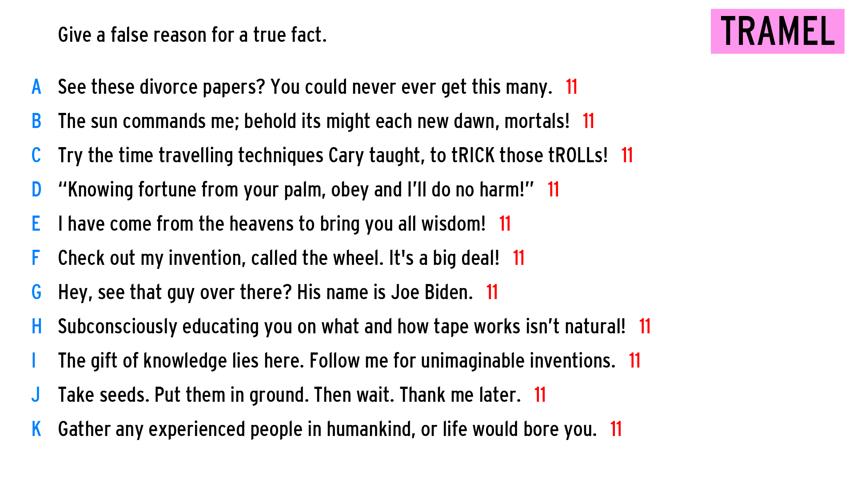 Give a false reason for a true fact.
TRAMEL
A See these divorce papers? You could never ever get this many. 11
B The sun commands me; behold its might each new dawn, mortals! 11
C Try the time travelling techniques Cary taught, to tRICK those tROLLs! 11
D “Knowing fortune from your palm, obey and I’ll do no harm!” 11
E I have come from the heavens to bring you all wisdom! 11
F Check out my invention, called the wheel. It's a big deal! 11
G Hey, see that guy over there? His name is Joe Biden. 11
H Subconsciously educating you on what and how tape works isn’t natural! 11
I The gift of knowledge lies here. Follow me for unimaginable inventions. 11
J Take seeds. Put them in ground. Then wait. Thank me later. 11
K Gather any experienced people in humankind, or life would bore you. 11